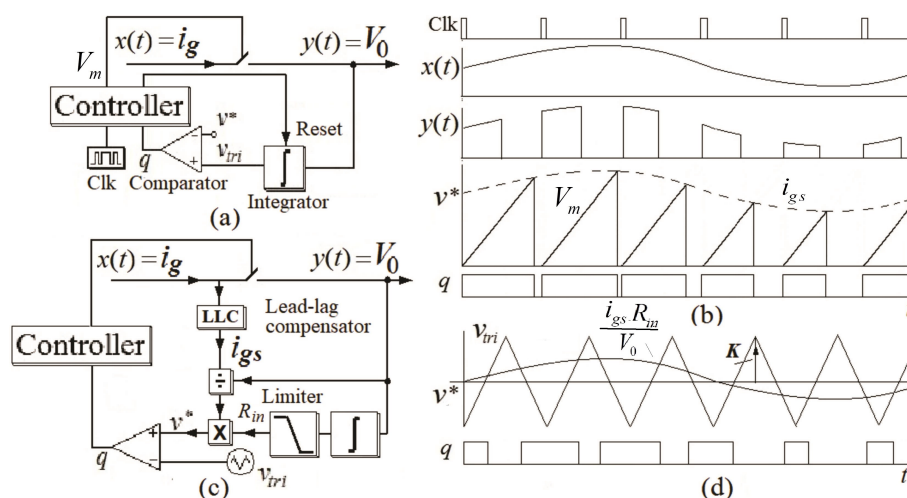 x(t) = i_g
y(t) = V_0
V_m
Controller
v*
Reset
q
v_tri
Clk
Comparator
Integrator
(a)
Clk
x(t)
y(t)
v*
V_m
i_gs
q
(b)
x(t) = i_g
y(t) = V_0
LLC
Lead-lag
compensator
Controller
i_gs
÷
Limiter
v*
X
R_in
q
v_tri
(c)
i_gs R_in
V_0
v_tri
K
v*
q
t
(d)